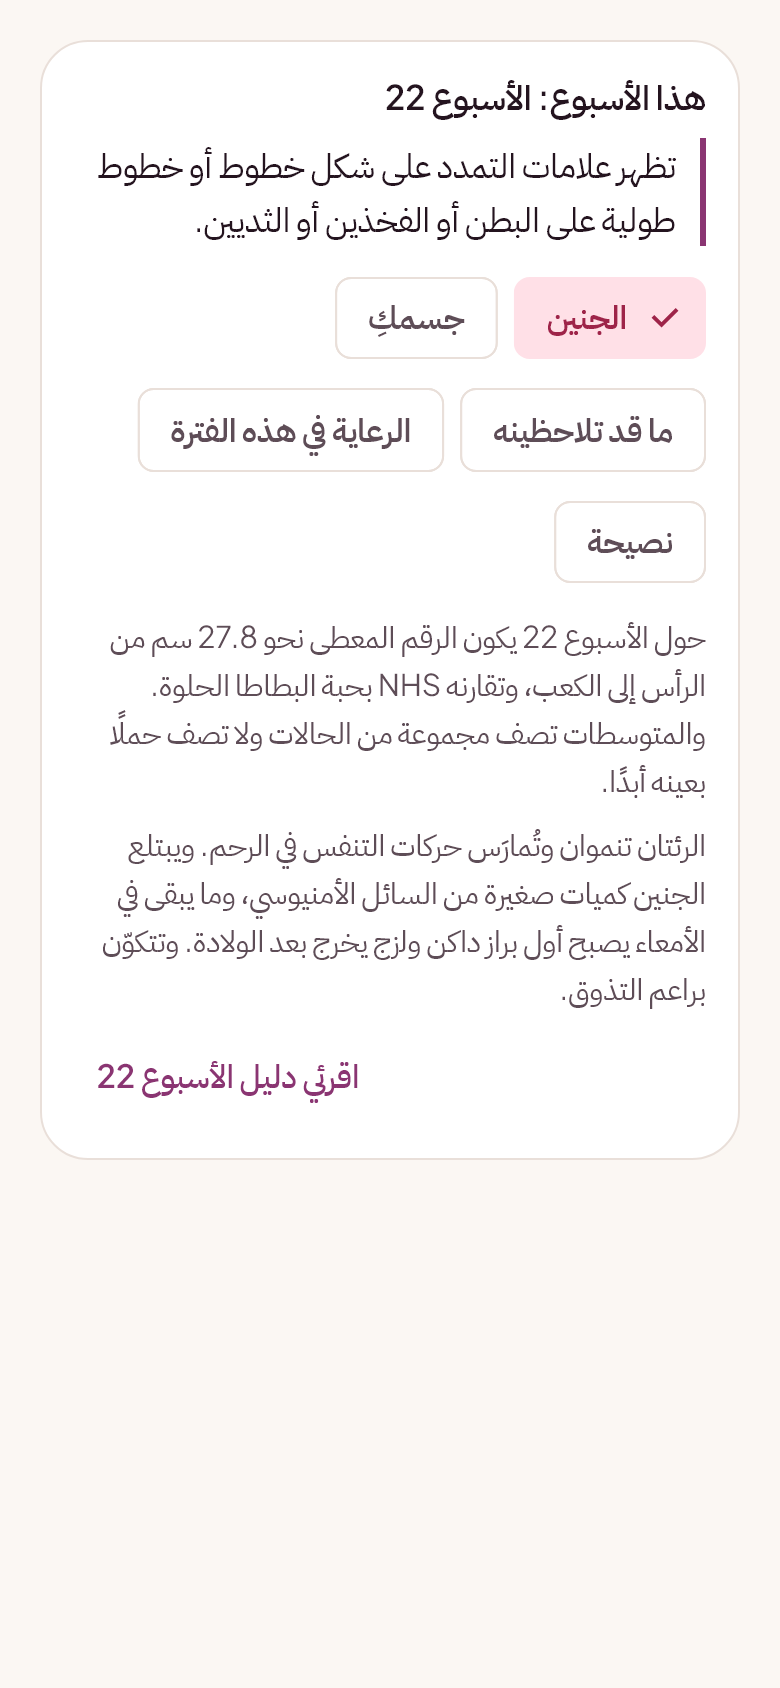 هذا الأسبوع: الأسبوع 22
تظهر علامات التمدد على شكل خطوط أو خطوط
طولية على البطن أو الفخذين أو الثديين.
الجنين
جسمكِ
ما قد تلاحظينه
الرعاية في هذه الفترة
نصيحة
حول الأسبوع 22 يكون الرقم المعطى نحو 27.8 سم من
الرأس إلى الكعب، وتقارنه NHS بحبة البطاطا الحلوة.
والمتوسطات تصف مجموعة من الحالات ولا تصف حملًا
بعينه أبدًا.
الرئتان تنموان وتُمارَس حركات التنفس في الرحم. ويبتلع
الجنين كميات صغيرة من السائل الأمنيوسي، وما يبقى في
الأمعاء يصبح أول براز داكن ولزج يخرج بعد الولادة. وتتكوّن
براعم التذوق.
اقرئي دليل الأسبوع 22